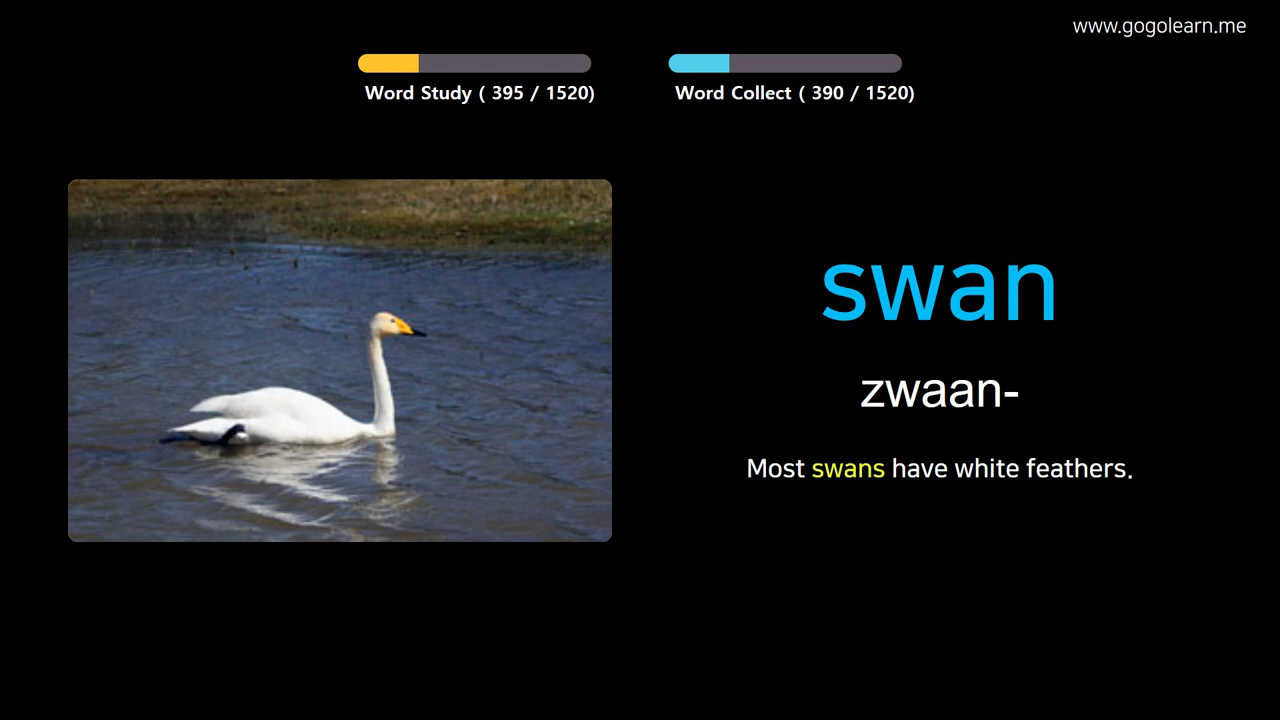 www.gogolearn.me
Word Study ( 395 / 1520)
Word Collect ( 390 / 1520)
swan
zwaan-
Most swans have white feathers.